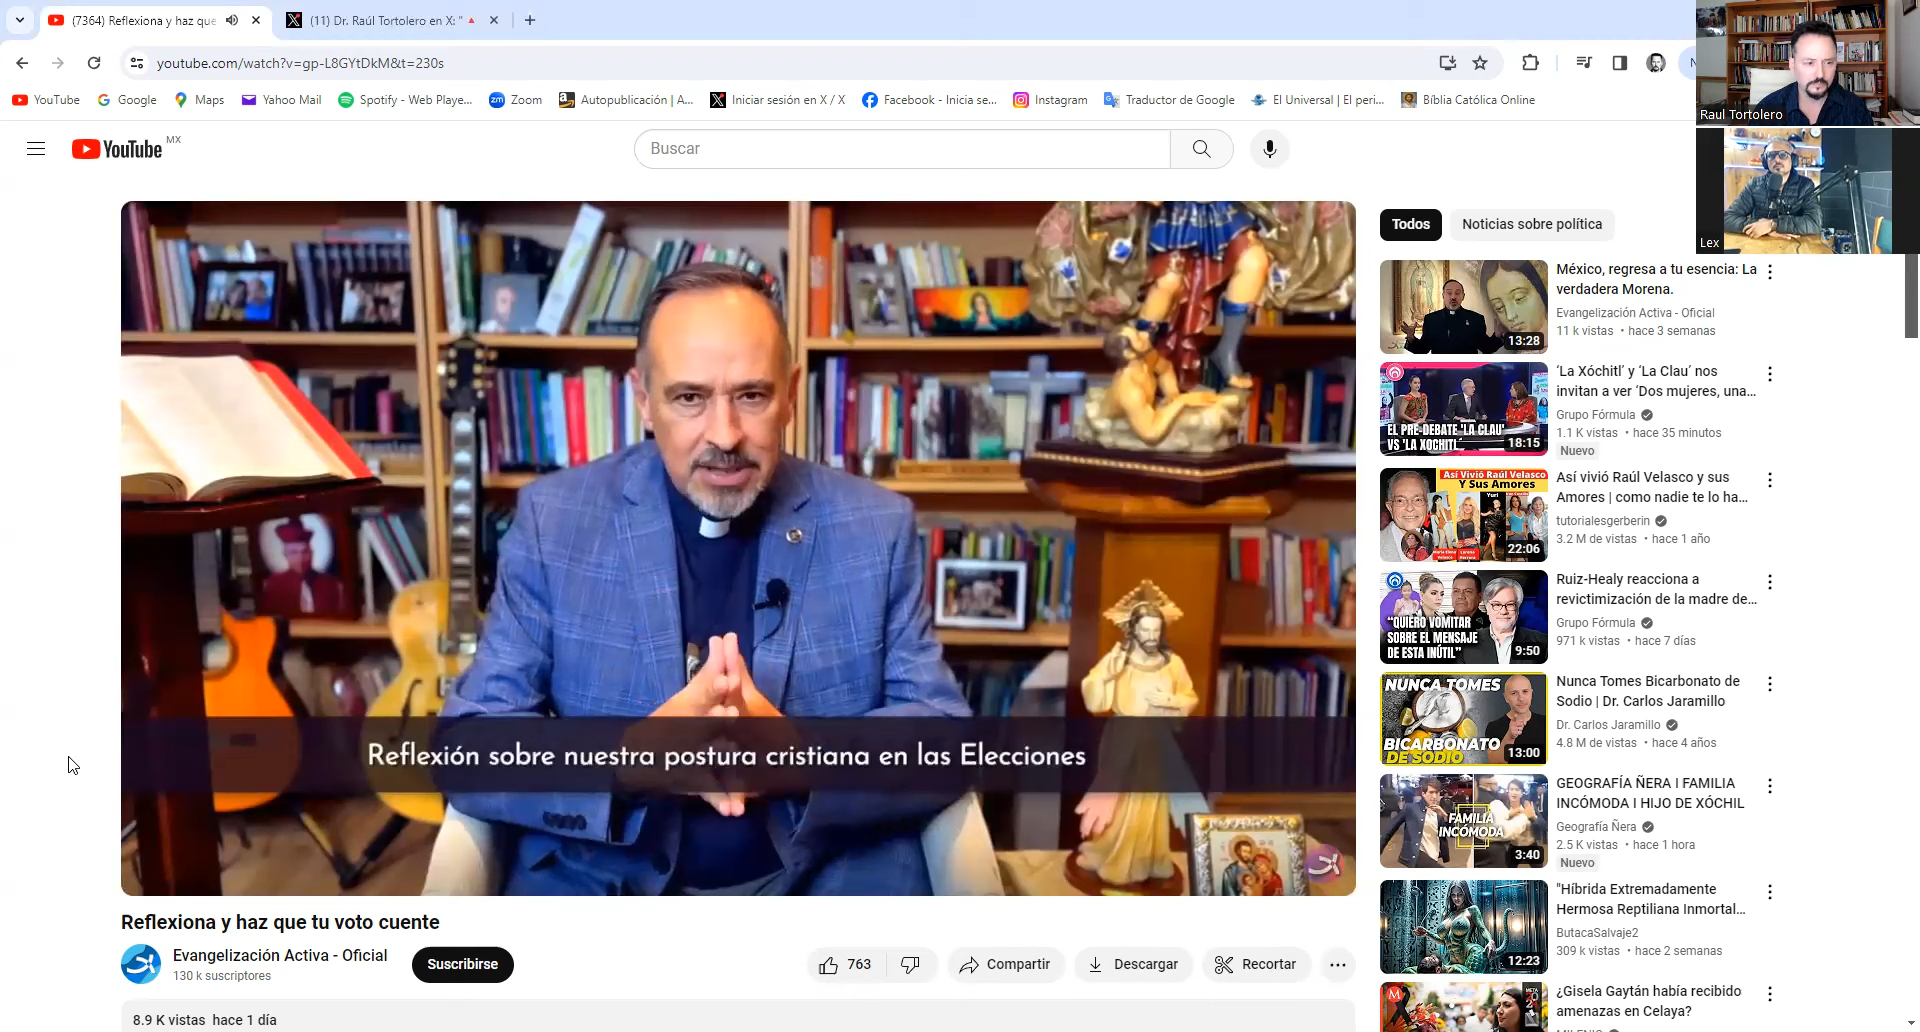 (7364) Reflexiona y haz que
(11) Dr. Raúl Tortolero en X: "
youtube.com/watch?v=gp-L8GYtDkM&t=230s
YouTube
Google
Maps
Yahoo Mail
Spotify - Web Playe...
Zoom
Autopublicación | A...
Iniciar sesión en X / X
Facebook - Inicia se...
Instagram
Traductor de Google
El Universal | El peri...
Bíblia Católica Online
Raul Tortolero
Lex
YouTube MX
Buscar
Todos
Noticias sobre política
Reflexión sobre nuestra postura cristiana en las Elecciones
Reflexiona y haz que tu voto cuente
Evangelización Activa - Oficial
130 k suscriptores
Suscribirse
763
Compartir
Descargar
Recortar
8.9 K vistas hace 1 día
13:28
México, regresa a tu esencia: La
verdadera Morena.
Evangelización Activa - Oficial
11 k vistas • hace 3 semanas
EL PRE-DEBATE 'LA CLAU'
VS 'LA XOCHITL'
18:15
'La Xóchitl' y 'La Clau' nos
invitan a ver 'Dos mujeres, una...
Grupo Fórmula
1.1 K vistas • hace 35 minutos
Nuevo
Así Vivió Raúl Velasco
Y Sus Amores
Yuri
22:06
Así vivió Raúl Velasco y sus
Amores | como nadie te lo ha...
tutorialesgerberin
3.2 M de vistas • hace 1 año
"QUIERO VOMITAR
SOBRE EL MENSAJE
DE ESTA INÚTIL"
9:50
Ruiz-Healy reacciona a
revictimización de la madre de...
Grupo Fórmula
971 k vistas • hace 7 días
NUNCA TOMES
BICARBONATO
DE SODIO
13:00
Nunca Tomes Bicarbonato de
Sodio | Dr. Carlos Jaramillo
Dr. Carlos Jaramillo
4.8 M de vistas • hace 4 años
FAMILIA
INCÓMODA
3:40
GEOGRAFÍA ÑERA I FAMILIA
INCÓMODA I HIJO DE XÓCHIL
Geografía Ñera
2.5 K vistas • hace 1 hora
Nuevo
12:23
"Híbrida Extremadamente
Hermosa Reptiliana Inmortal...
ButacaSalvaje2
309 k vistas • hace 2 semanas
¿Gisela Gaytán había recibido
amenazas en Celaya?